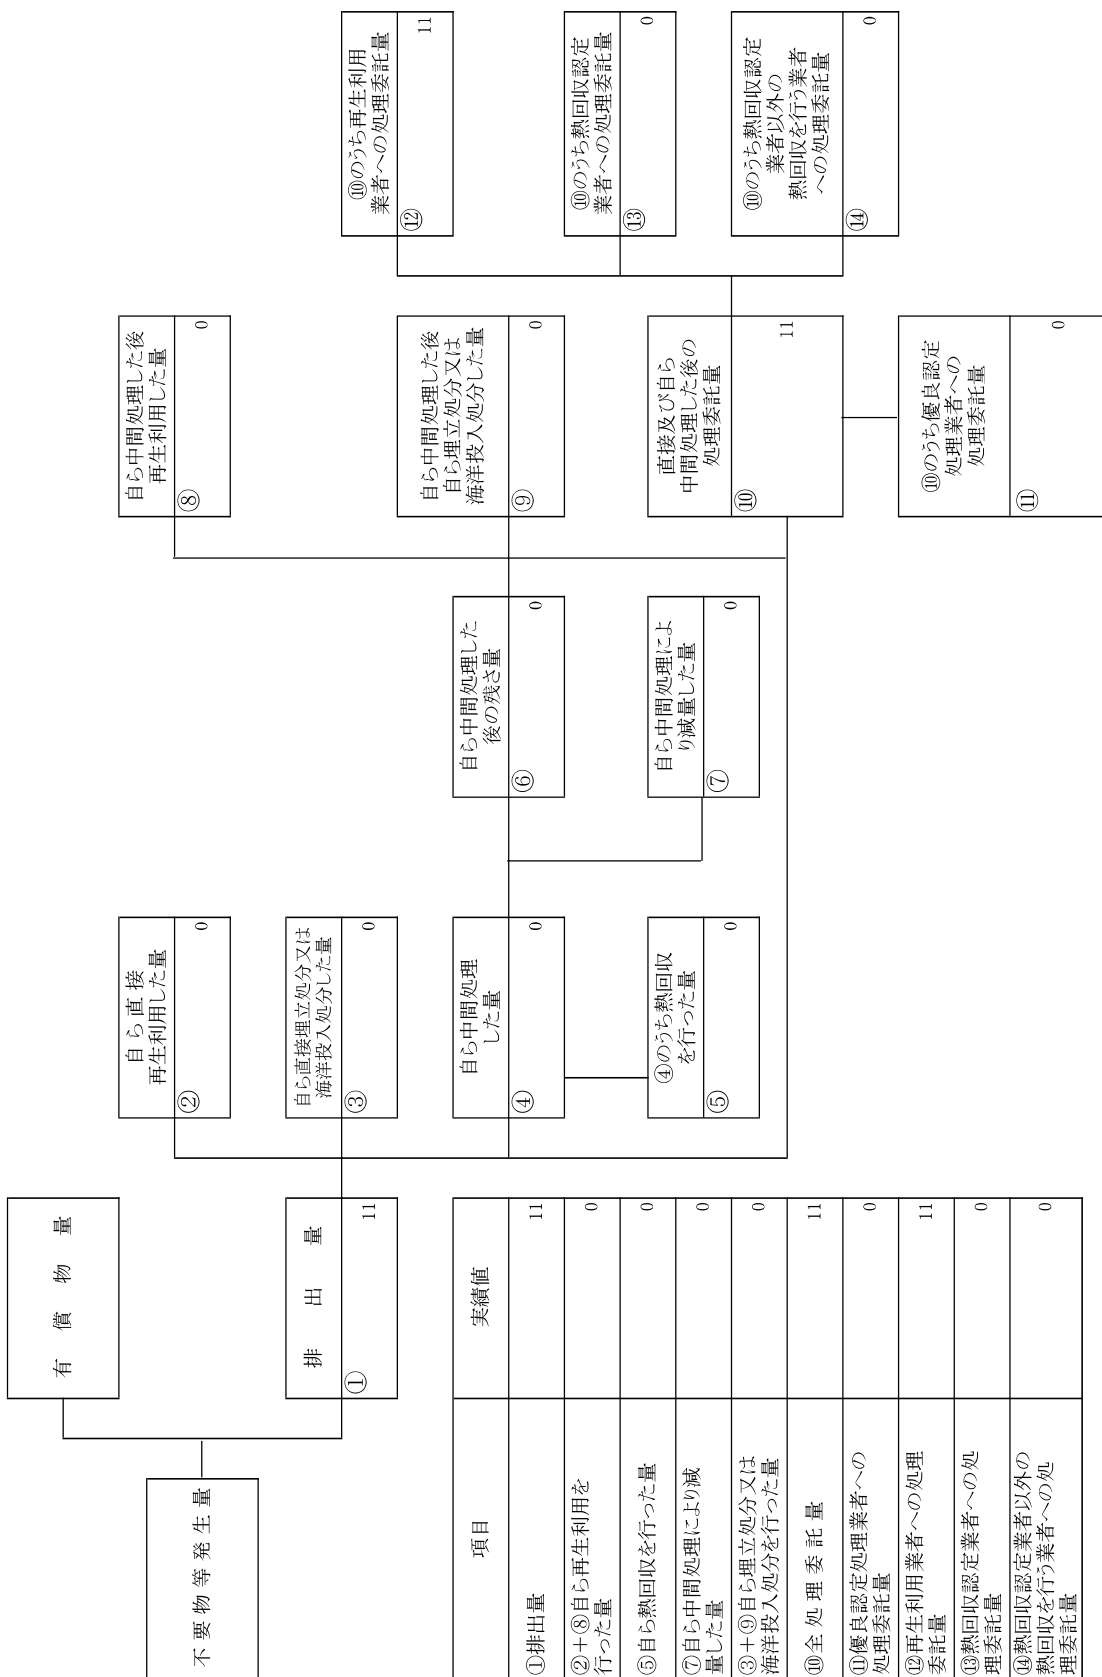 不要物等発生量
有償物量
排出量
①
11
自ら直接
再生利用した量
②
0
自ら直接埋立処分又は
海洋投入処分した量
③
0
自ら中間処理
した量
④
0
④のうち熱回収
を行った量
⑤
0
自ら中間処理した
後の残さ量
⑥
0
自ら中間処理によ
り減量した量
⑦
0
自ら中間処理した後
再生利用した量
⑧
0
自ら中間処理した後
自ら埋立処分又は
海洋投入処分した量
⑨
0
直接及び自ら
中間処理した後の
処理委託量
⑩
11
⑩のうち優良認定
処理業者への
処理委託量
⑪
0
⑩のうち再生利用
業者への処理委託量
⑫
11
⑩のうち熱回収認定
業者への処理委託量
⑬
0
⑩のうち熱回収認定
業者以外の
熱回収を行う業者
への処理委託量
⑭
0
項目 実績値
①排出量 11
②+⑧自ら再生利用を
行った量 0
⑤自ら熱回収を行った量 0
⑦自ら中間処理により減
量した量 0
③+⑨自ら埋立処分又は
海洋投入処分を行った量 0
⑩全処理委託量 11
⑪優良認定処理業者への
処理委託量 0
⑫再生利用業者への処理
委託量 11
⑬熱回収認定業者への処
理委託量 0
⑭熱回収認定業者以外の
熱回収を行う業者への処
理委託量 0